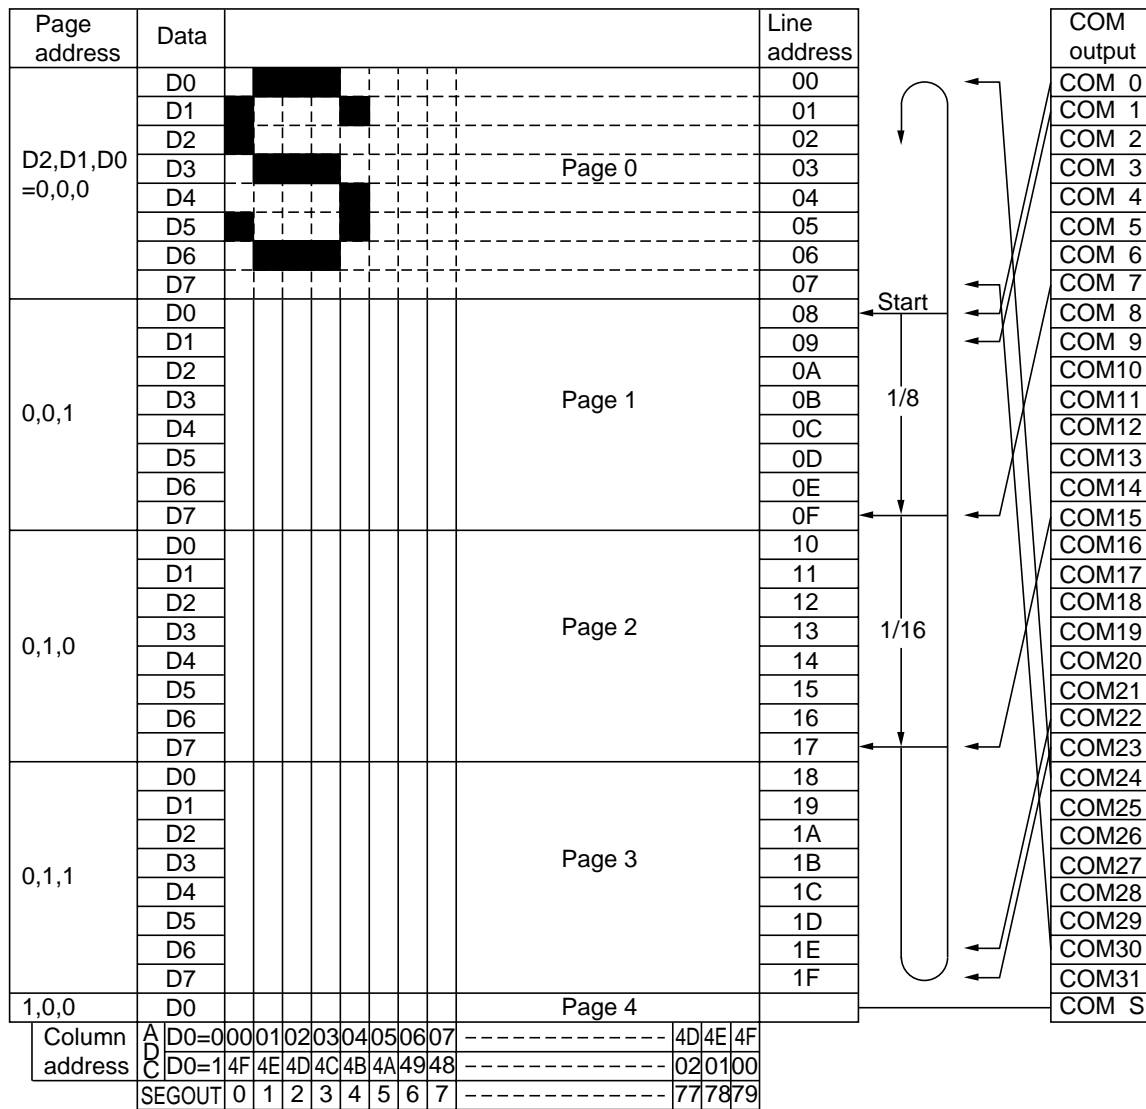 Page address Data Line address COM output
D0 00 COM 0
D1 01 COM 1
D2 02 COM 2
D2,D1,D0 =0,0,0 D3 Page 0 03 COM 3
D4 04 COM 4
D5 05 COM 5
D6 06 COM 6
D7 07 COM 7
D0 08 Start COM 8
D1 09 COM 9
D2 0A COM10
0,0,1 D3 Page 1 0B 1/8 COM11
D4 0C COM12
D5 0D COM13
D6 0E COM14
D7 0F COM15
D0 10 COM16
D1 11 COM17
D2 12 COM18
0,1,0 D3 Page 2 13 1/16 COM19
D4 14 COM20
D5 15 COM21
D6 16 COM22
D7 17 COM23
D0 18 COM24
D1 19 COM25
D2 1A COM26
0,1,1 D3 Page 3 1B COM27
D4 1C COM28
D5 1D COM29
D6 1E COM30
D7 1F COM31
1,0,0 D0 Page 4 COM S
Column address ADC D0=0 00 01 02 03 04 05 06 07 4D 4E 4F
D0=1 4F 4E 4D 4C 4B 4A 49 48 02 01 00
SEGOUT 0 1 2 3 4 5 6 7 77 78 79